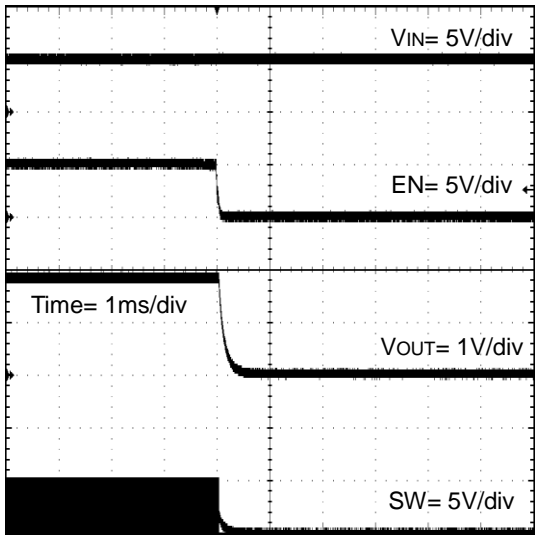 VIN= 5V/div
EN= 5V/div
Time= 1ms/div
VOUT= 1V/div
SW= 5V/div